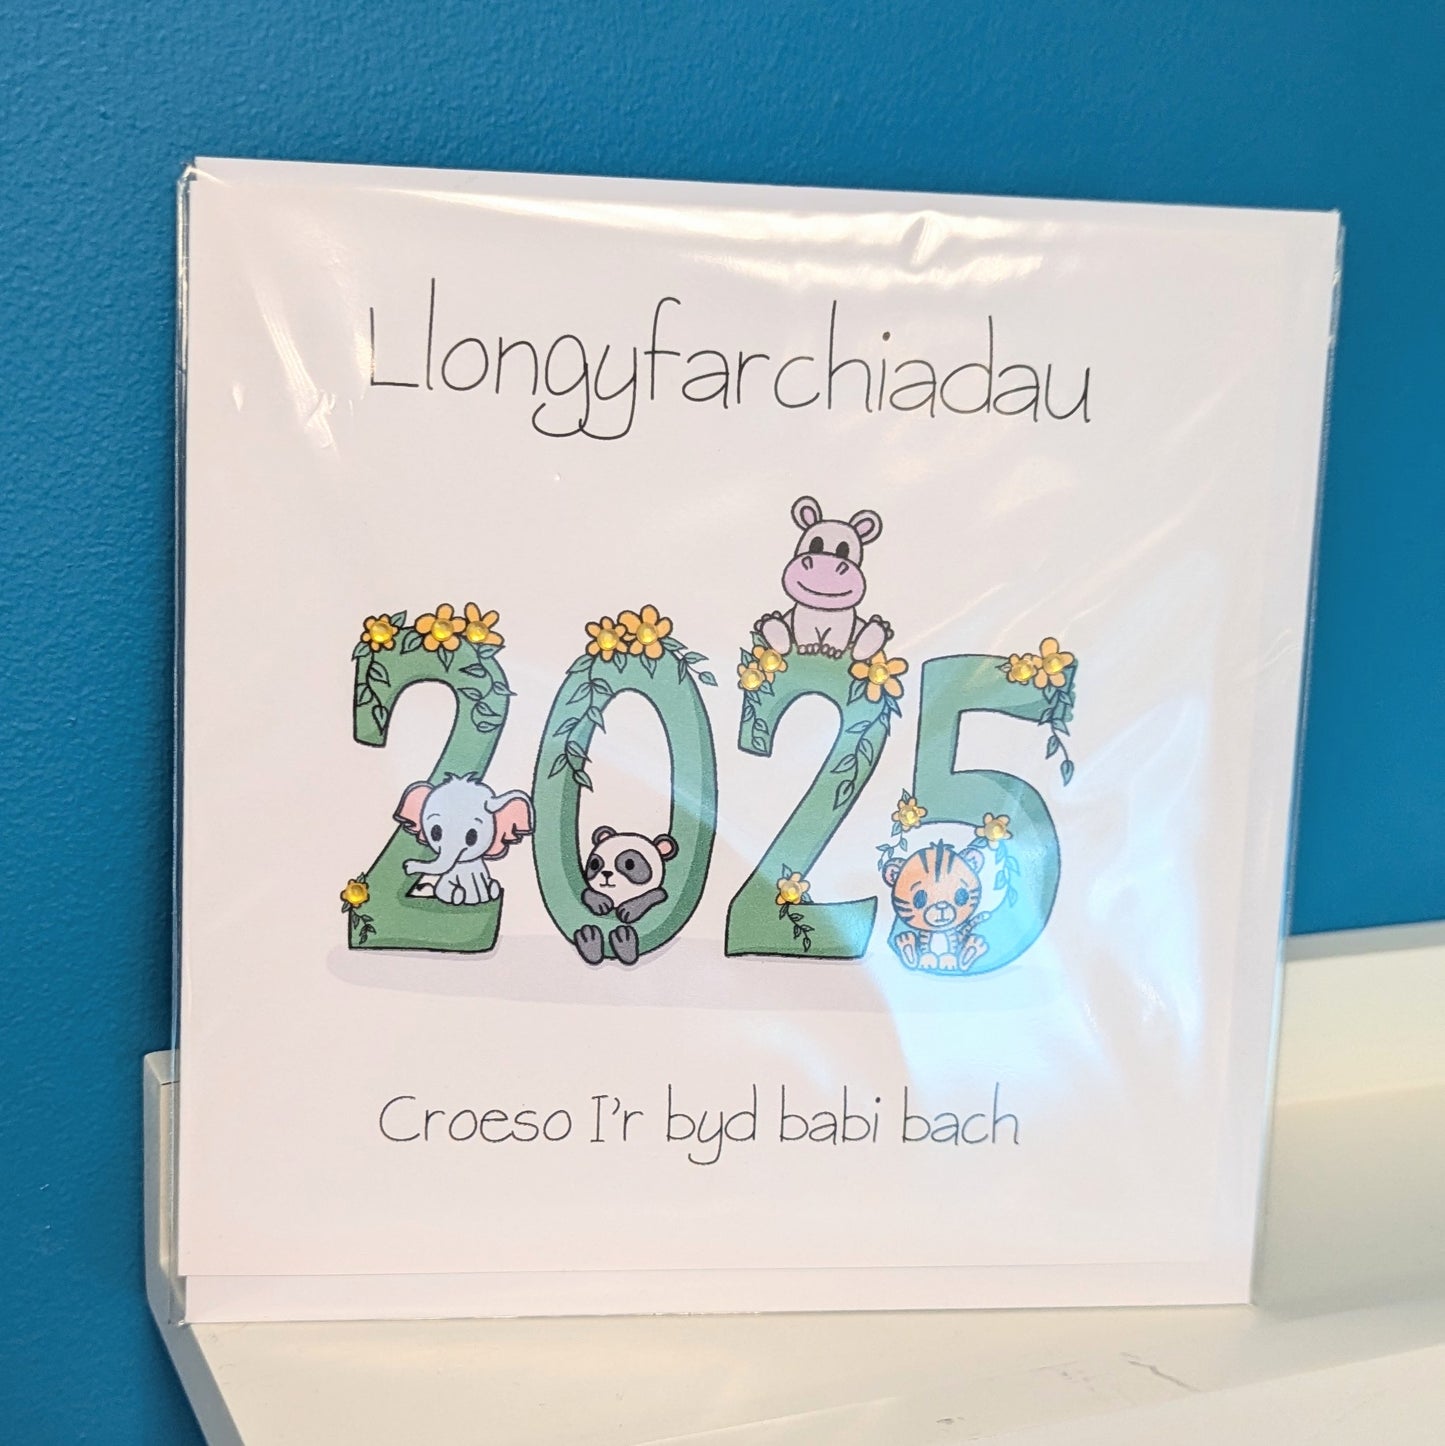 Llongyfarchiadau
2025
Croeso I'r byd babi bach